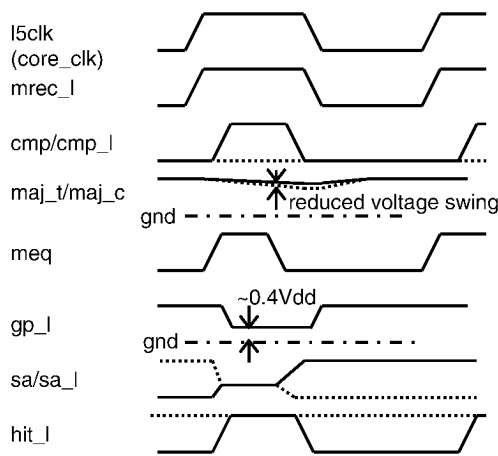 l5clk
(core_clk)
mrec_l
cmp/cmp_l
maj_t/maj_c
reduced voltage swing
gnd
meq
~0.4Vdd
gp_l
gnd
sa/sa_l
hit_l